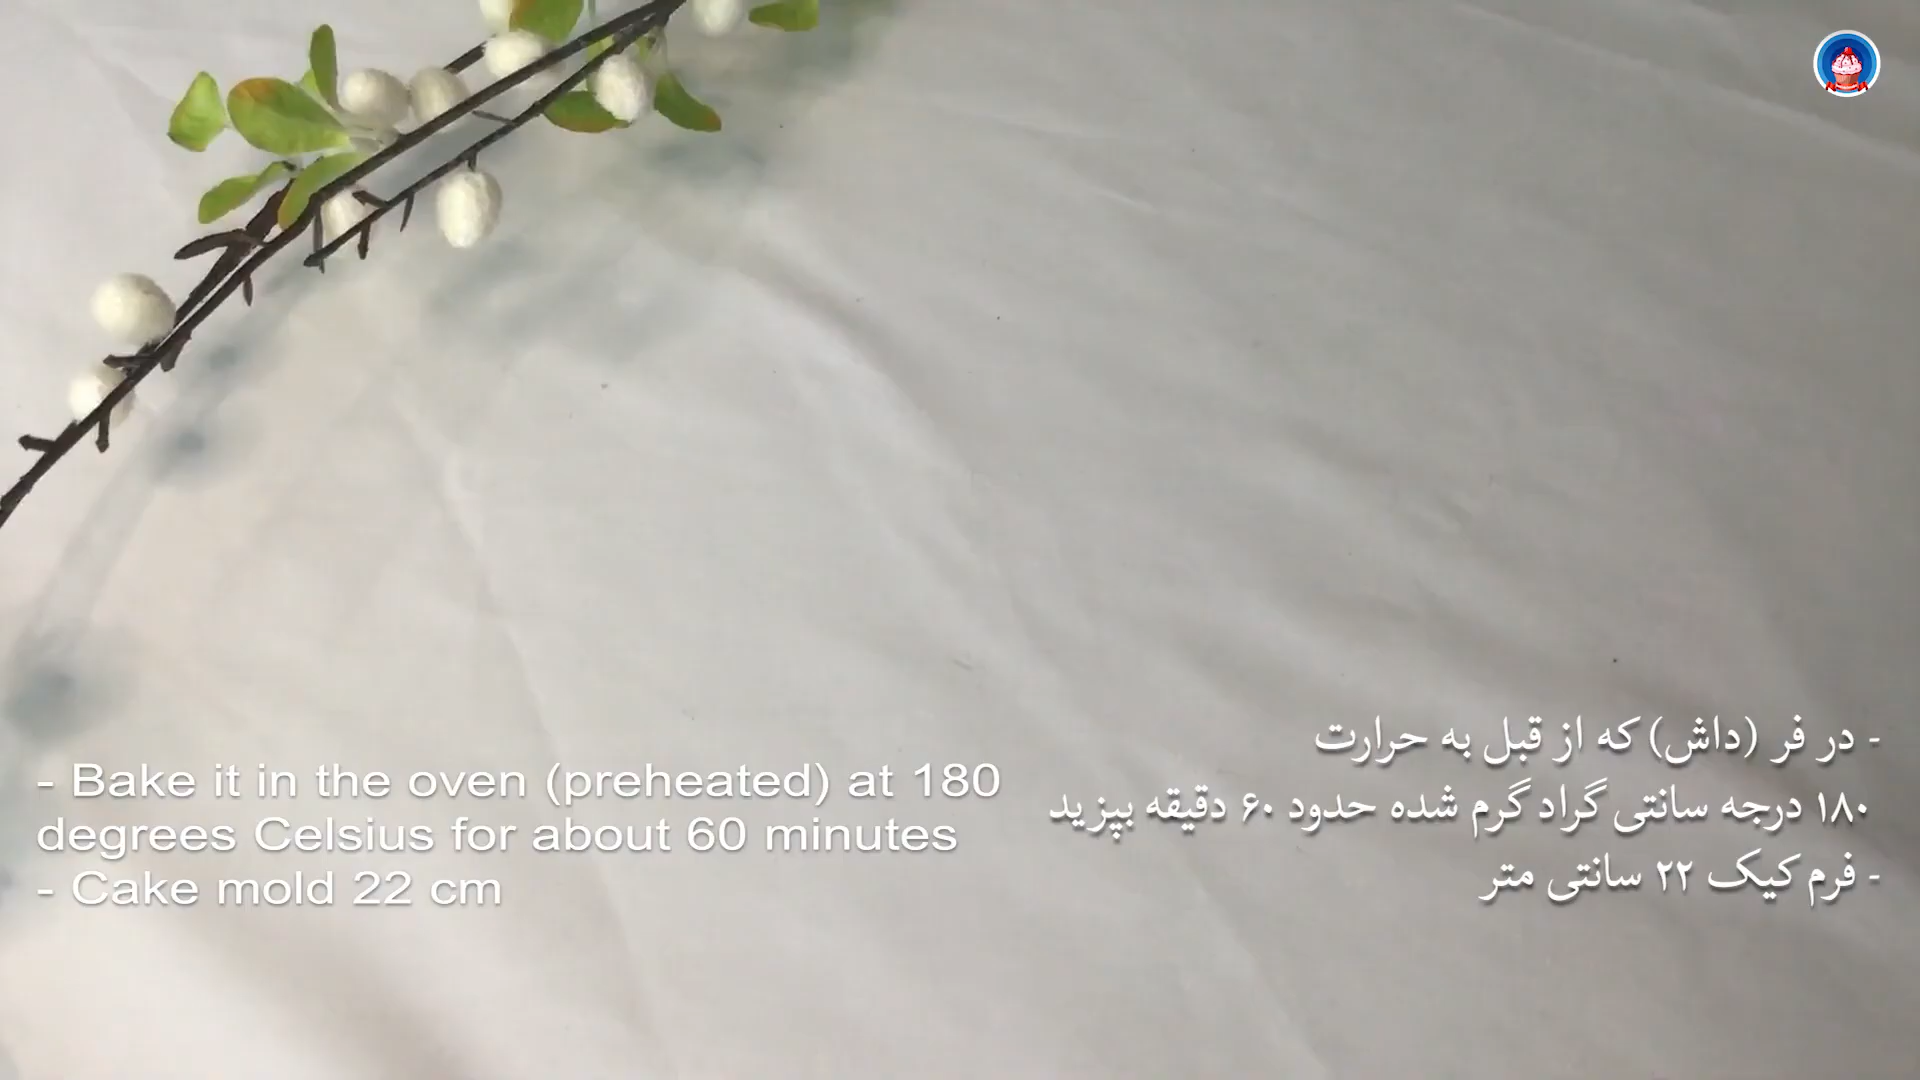 - Bake it in the oven (preheated) at 180
degrees Celsius for about 60 minutes
- Cake mold 22 cm
- در فر (داش) که از قبل به حرارت
۱۸۰ درجه سانتی گراد گرم شده حدود ۶۰ دقیقه بپزید
- فرم کیک ۲۲ سانتی متر